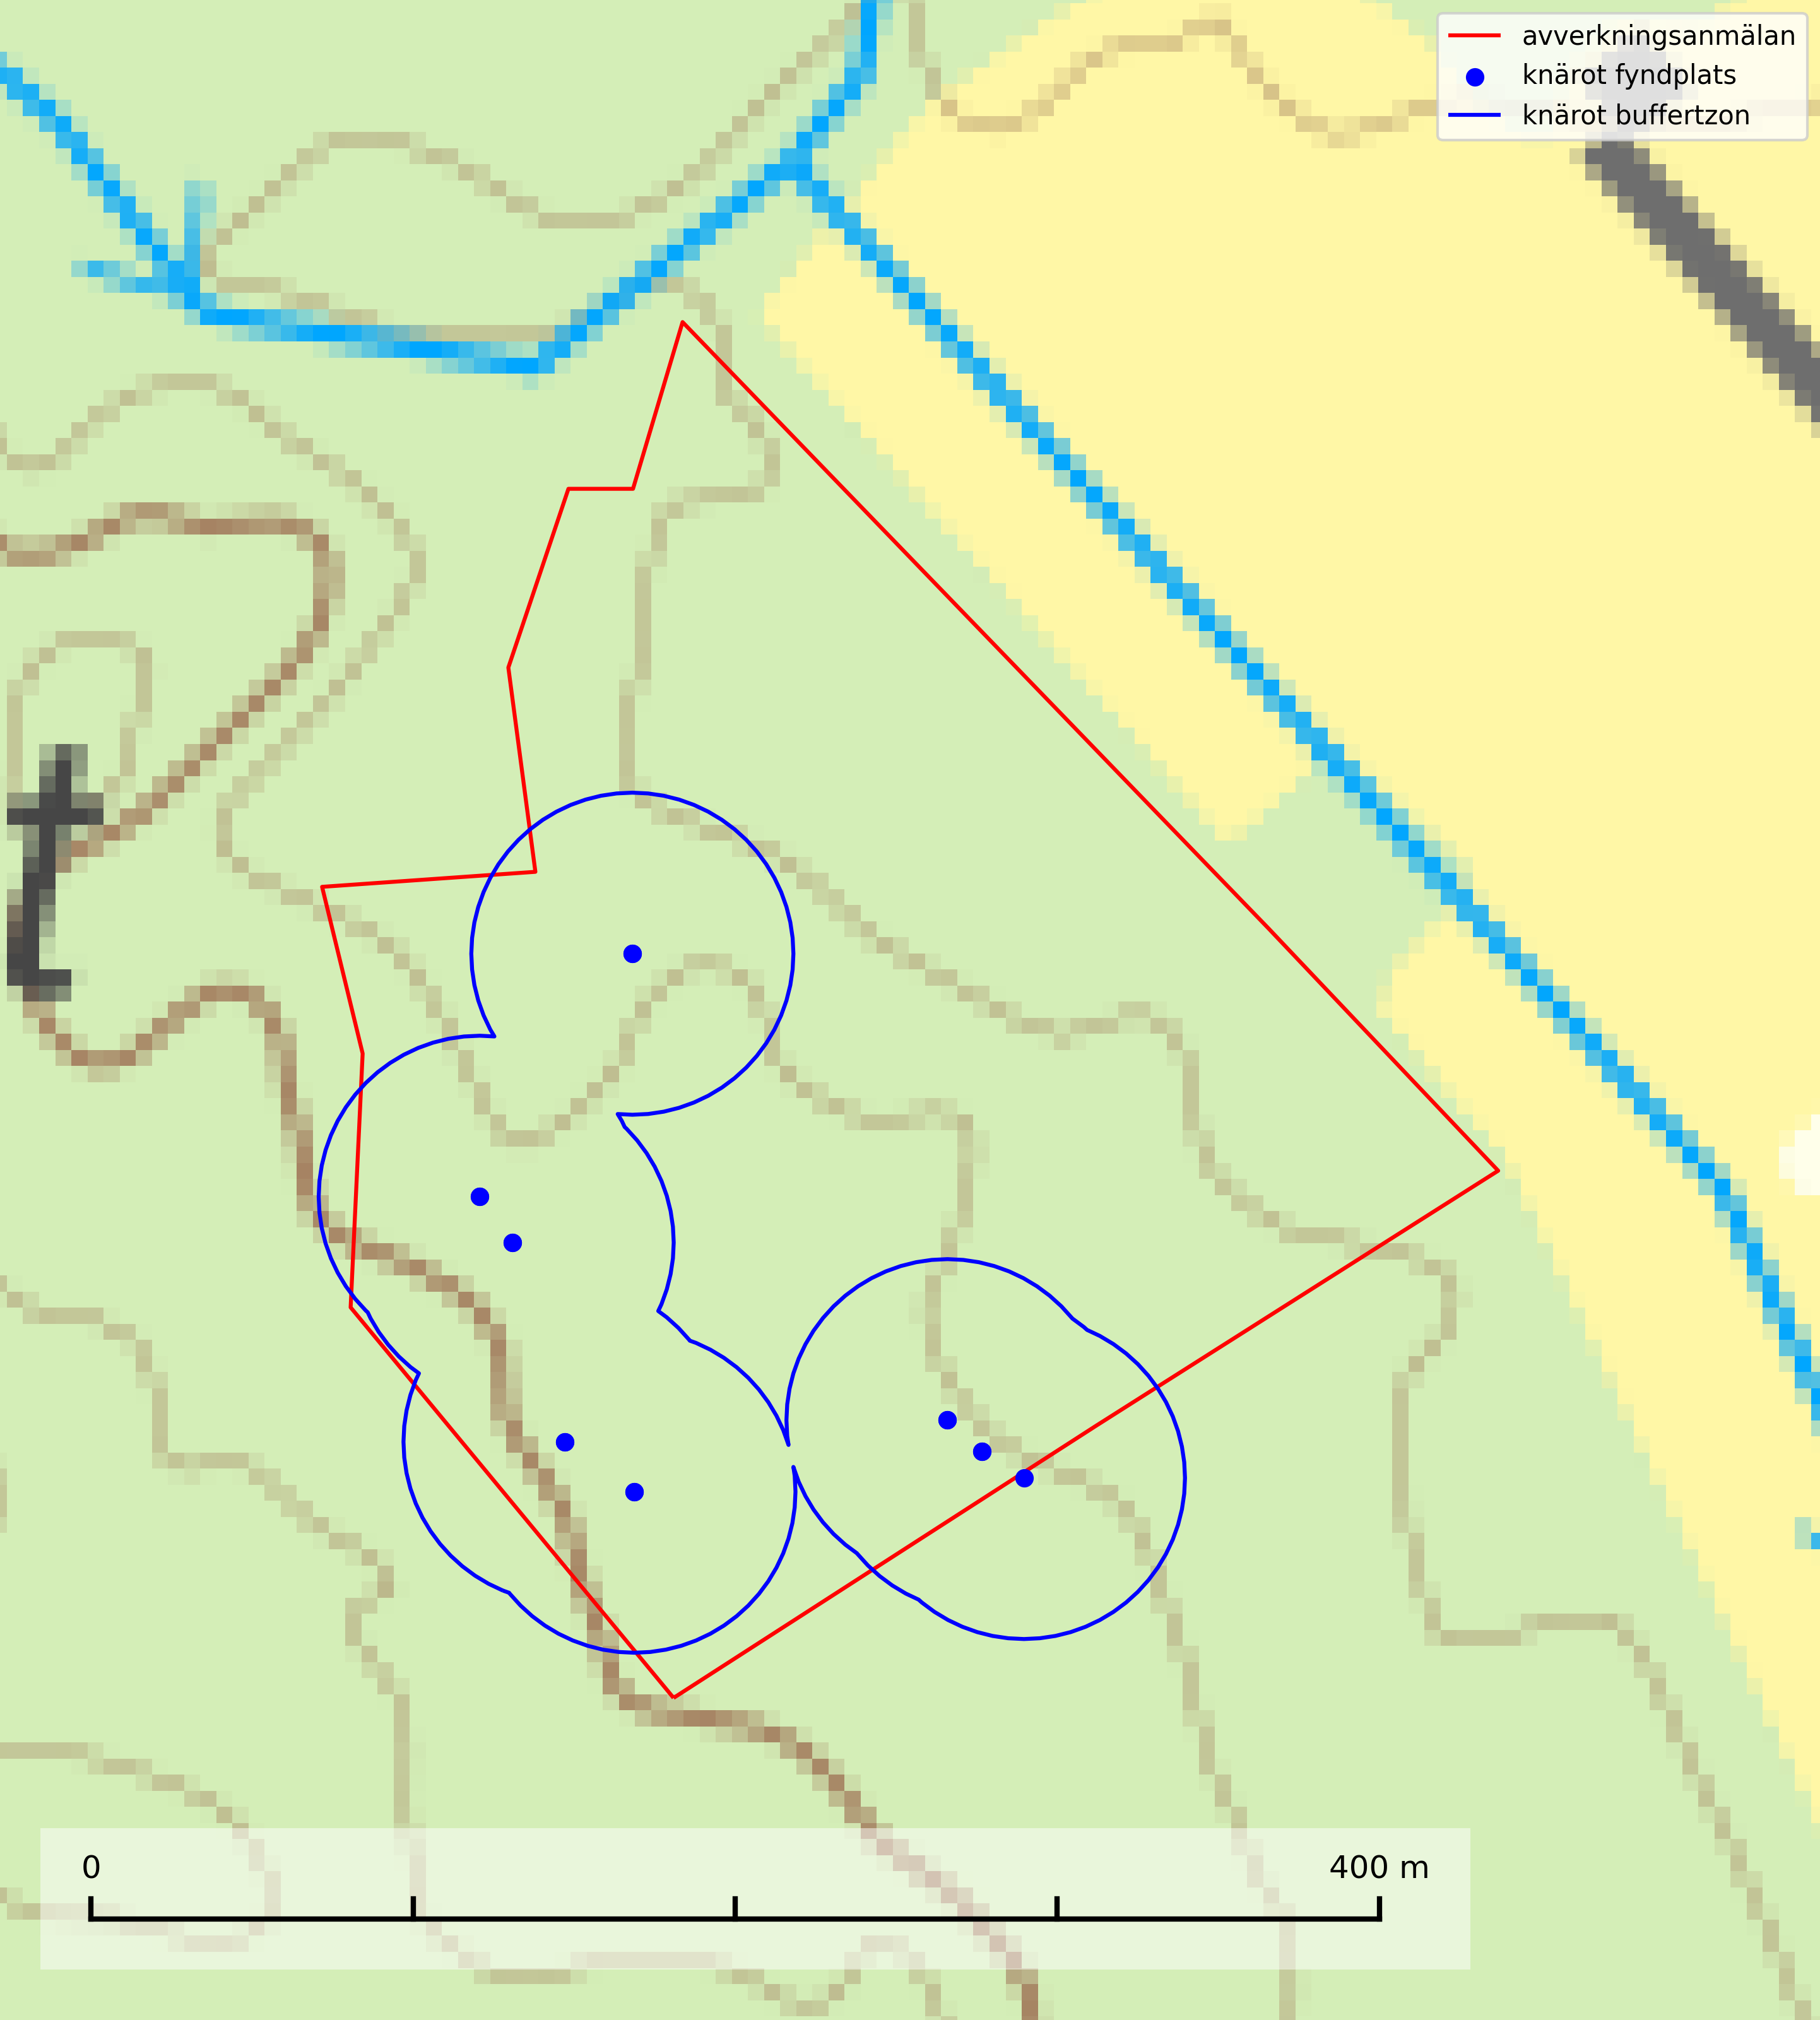 avverkningsanmälan
knärot fyndplats
knärot buffertzon
0
400 m